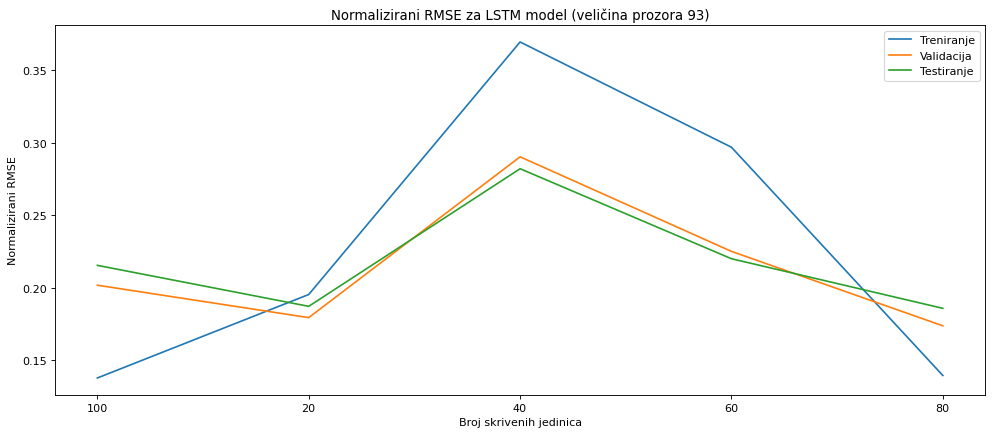 Normalizirani RMSE za LSTM model (veličina prozora 93)
Treniranje
Validacija
Testiranje
Normalizirani RMSE
0.35
0.30
0.25
0.20
0.15
100 20 40 60 80
Broj skrivenih jedinica